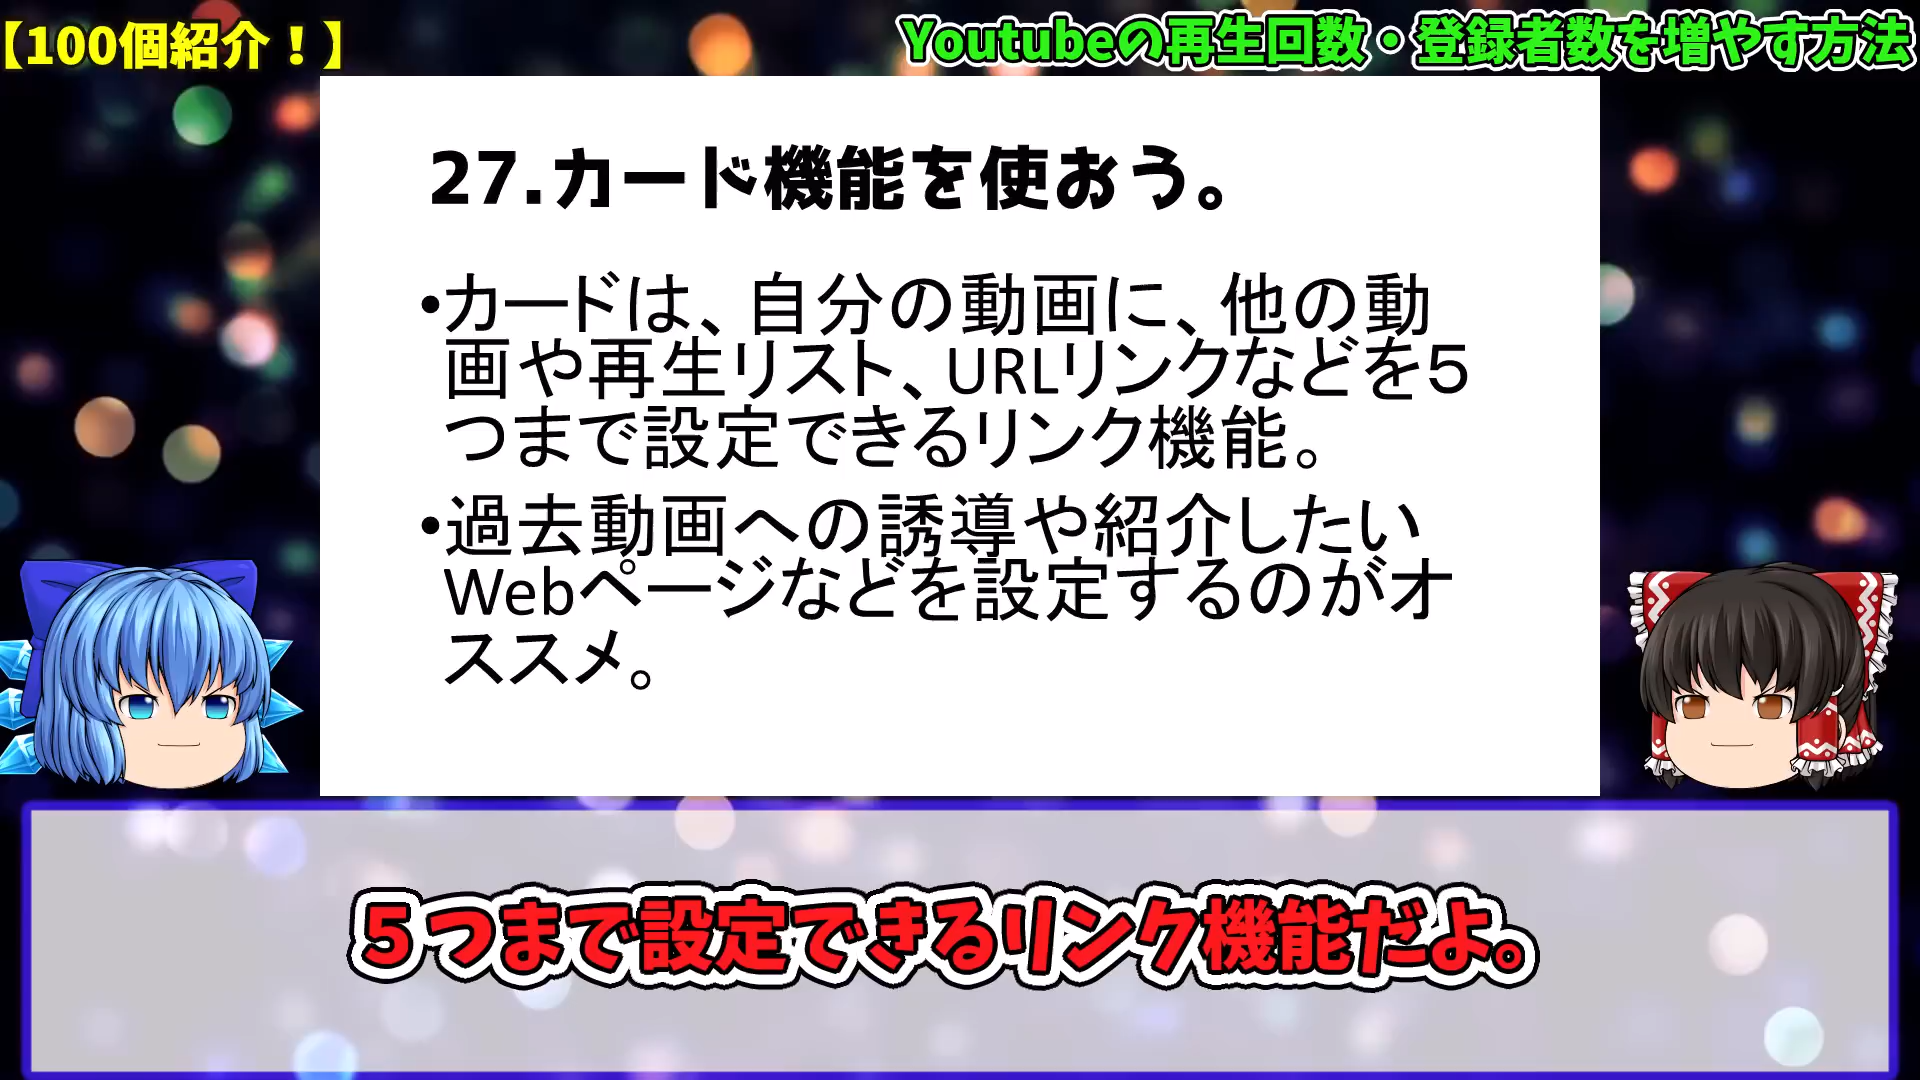 【100個紹介！】
Youtubeの再生回数・登録者数を増やす方法
27.カード機能を使おう。
•カードは、自分の動画に、他の動
画や再生リスト、URLリンクなどを５
つまで設定できるリンク機能。
•過去動画への誘導や紹介したい
Webページなどを設定するのがオ
ススメ。
５つまで設定できるリンク機能だよ。